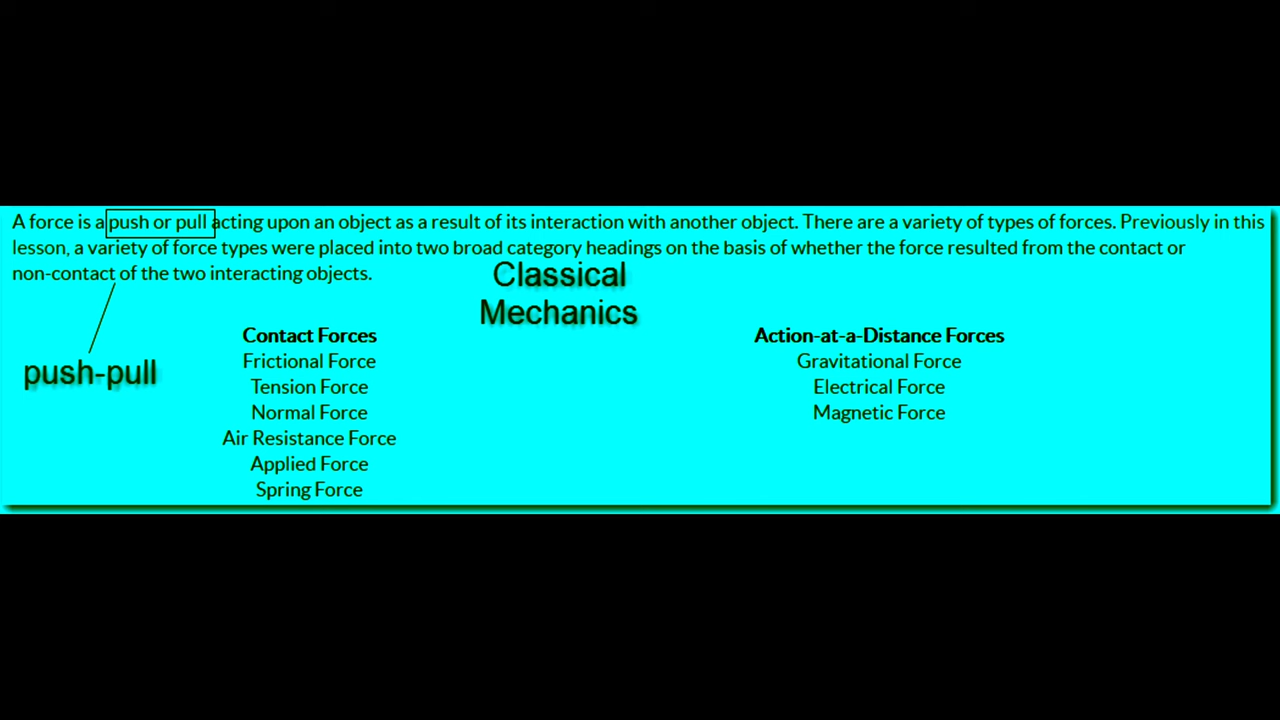 A force is a push or pull acting upon an object as a result of its interaction with another object. There are a variety of types of forces. Previously in this
lesson, a variety of force types were placed into two broad category headings on the basis of whether the force resulted from the contact or
non-contact of the two interacting objects.
Classical
Mechanics
push-pull
Contact Forces
Frictional Force
Tension Force
Normal Force
Air Resistance Force
Applied Force
Spring Force
Action-at-a-Distance Forces
Gravitational Force
Electrical Force
Magnetic Force